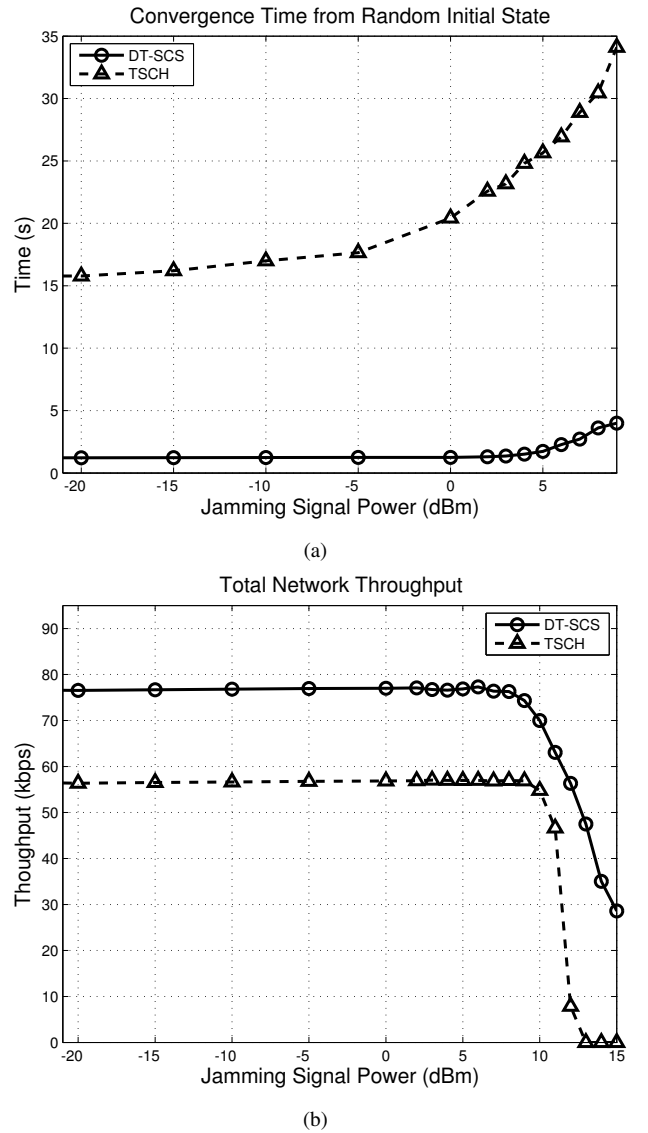 Convergence Time from Random Initial State
35
30
25
20
15
10
5
0
Time (s)
DT-SCS
TSCH
-20 -15 -10 -5 0 5
Jamming Signal Power (dBm)
(a)
Total Network Throughput
90
80
70
60
50
40
30
20
10
0
Thoughput (kbps)
DT-SCS
TSCH
-20 -15 -10 -5 0 5 10 15
Jamming Signal Power (dBm)
(b)